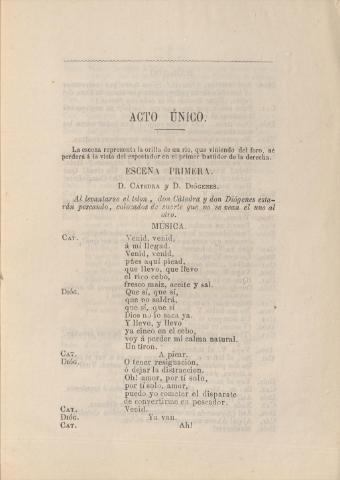 ACTO ÚNICO.
La escena representa la orilla de un rio, que viniendo del foro, se
perderá á la vista del espectador en el primer bastidor de la derecha.
ESCENA PRIMERA.
D. CÁTEDRA y D. DIÓGENES.
Al levantarse el telon, don Cátedra y don Diógenes esta-
rán pescando, colocados de suerte que no se vean el uno al
otro.
MÚSICA.
CAT. Venid, venid,
á mí llegad.
Venid, venid,
pues aquí picad,
que llevo, que llevo
el rico cebo,
fresco maiz, aceite y sal.
DIÓG. Que sí, que sí,
que no saldrá,
que sí, que sí
Dios no lo saca ya.
Y llevo, y llevo
ya cinco en el cebo,
voy á perder mi calma natural.
Un tiron.
CAT. A picar.
DIÓG. O tener resignacion,
ó dejar la distraccion.
Oh! amor, por tí solo,
por tí solo, amor,
puedo yo cometer el disparate
de convertirme en pescador.
CAT. Venid.
DIÓG. Ya van.
CAT. Ah!